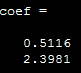 coef =
0.5116
2.3981